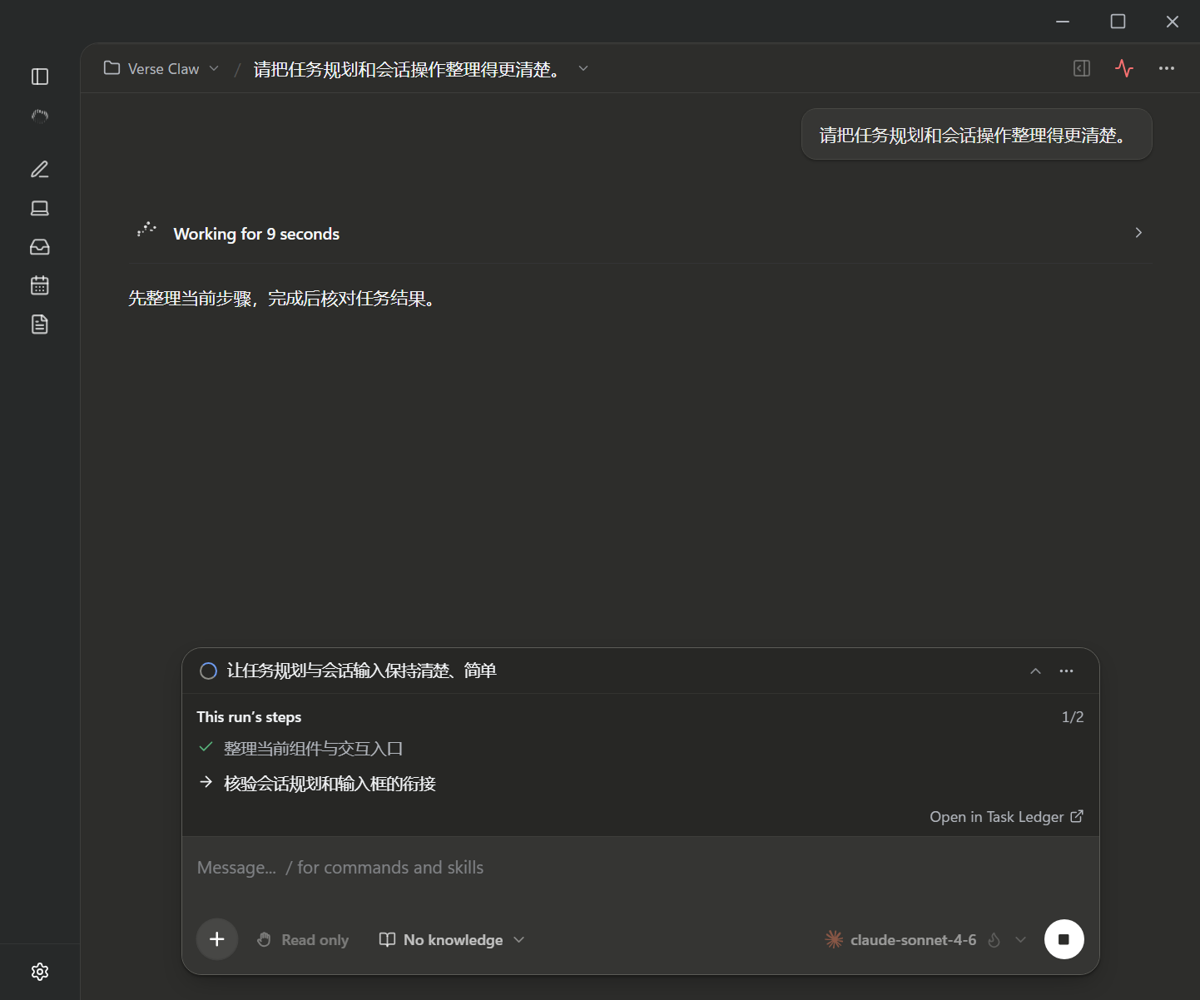 Verse Claw / 请把任务规划和会话操作整理得更清楚。
请把任务规划和会话操作整理得更清楚。
Working for 9 seconds
先整理当前步骤，完成后核对任务结果。
让任务规划与会话输入保持清楚、简单
This run’s steps 1/2
整理当前组件与交互入口
核验会话规划和输入框的衔接
Open in Task Ledger
Message... / for commands and skills
Read only No knowledge claude-sonnet-4-6